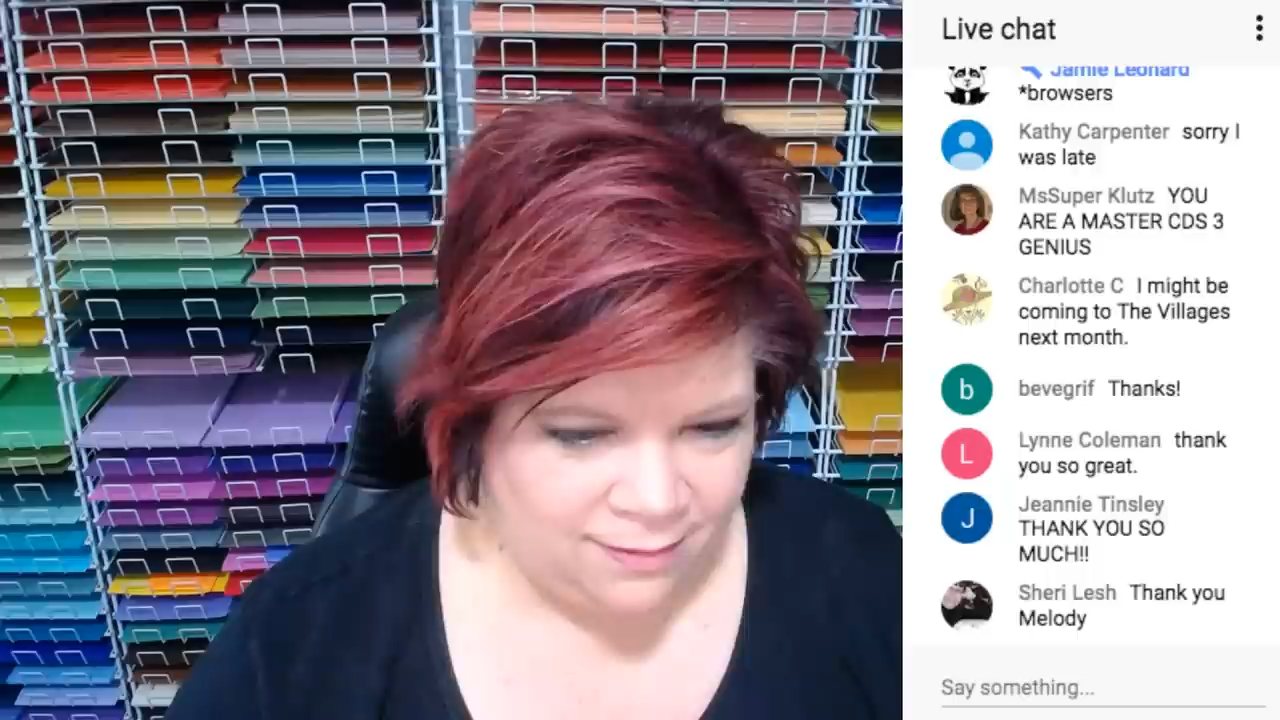 Live chat
Jamie Leonard
*browsers
Kathy Carpenter sorry I
was late
MsSuper Klutz YOU
ARE A MASTER CDS 3
GENIUS
Charlotte C I might be
coming to The Villages
next month.
b
bevegrif Thanks!
L
Lynne Coleman thank
you so great.
J
Jeannie Tinsley
THANK YOU SO
MUCH!!
Sheri Lesh Thank you
Melody
Say something...